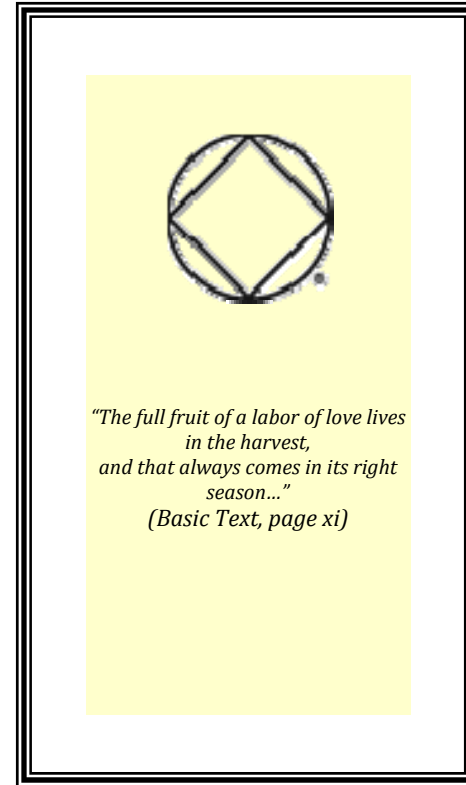 “The full fruit of a labor of love lives
in the harvest,
and that always comes in its right
season…”
(Basic Text, page xi)